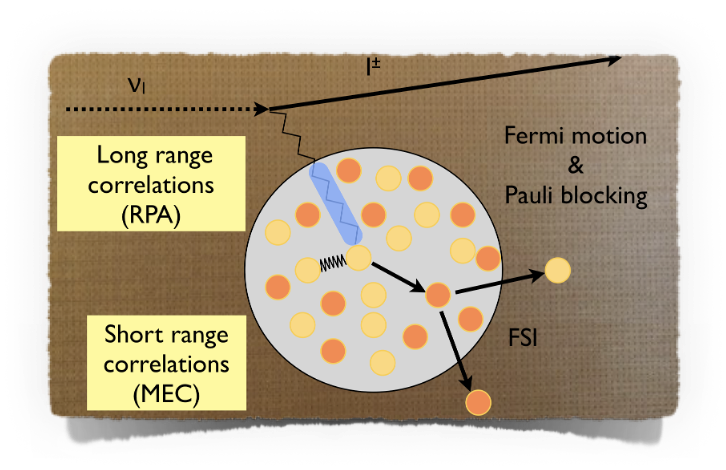 νl
l±
Long range
correlations
(RPA)
Fermi motion
&
Pauli blocking
Short range
correlations
(MEC)
FSI